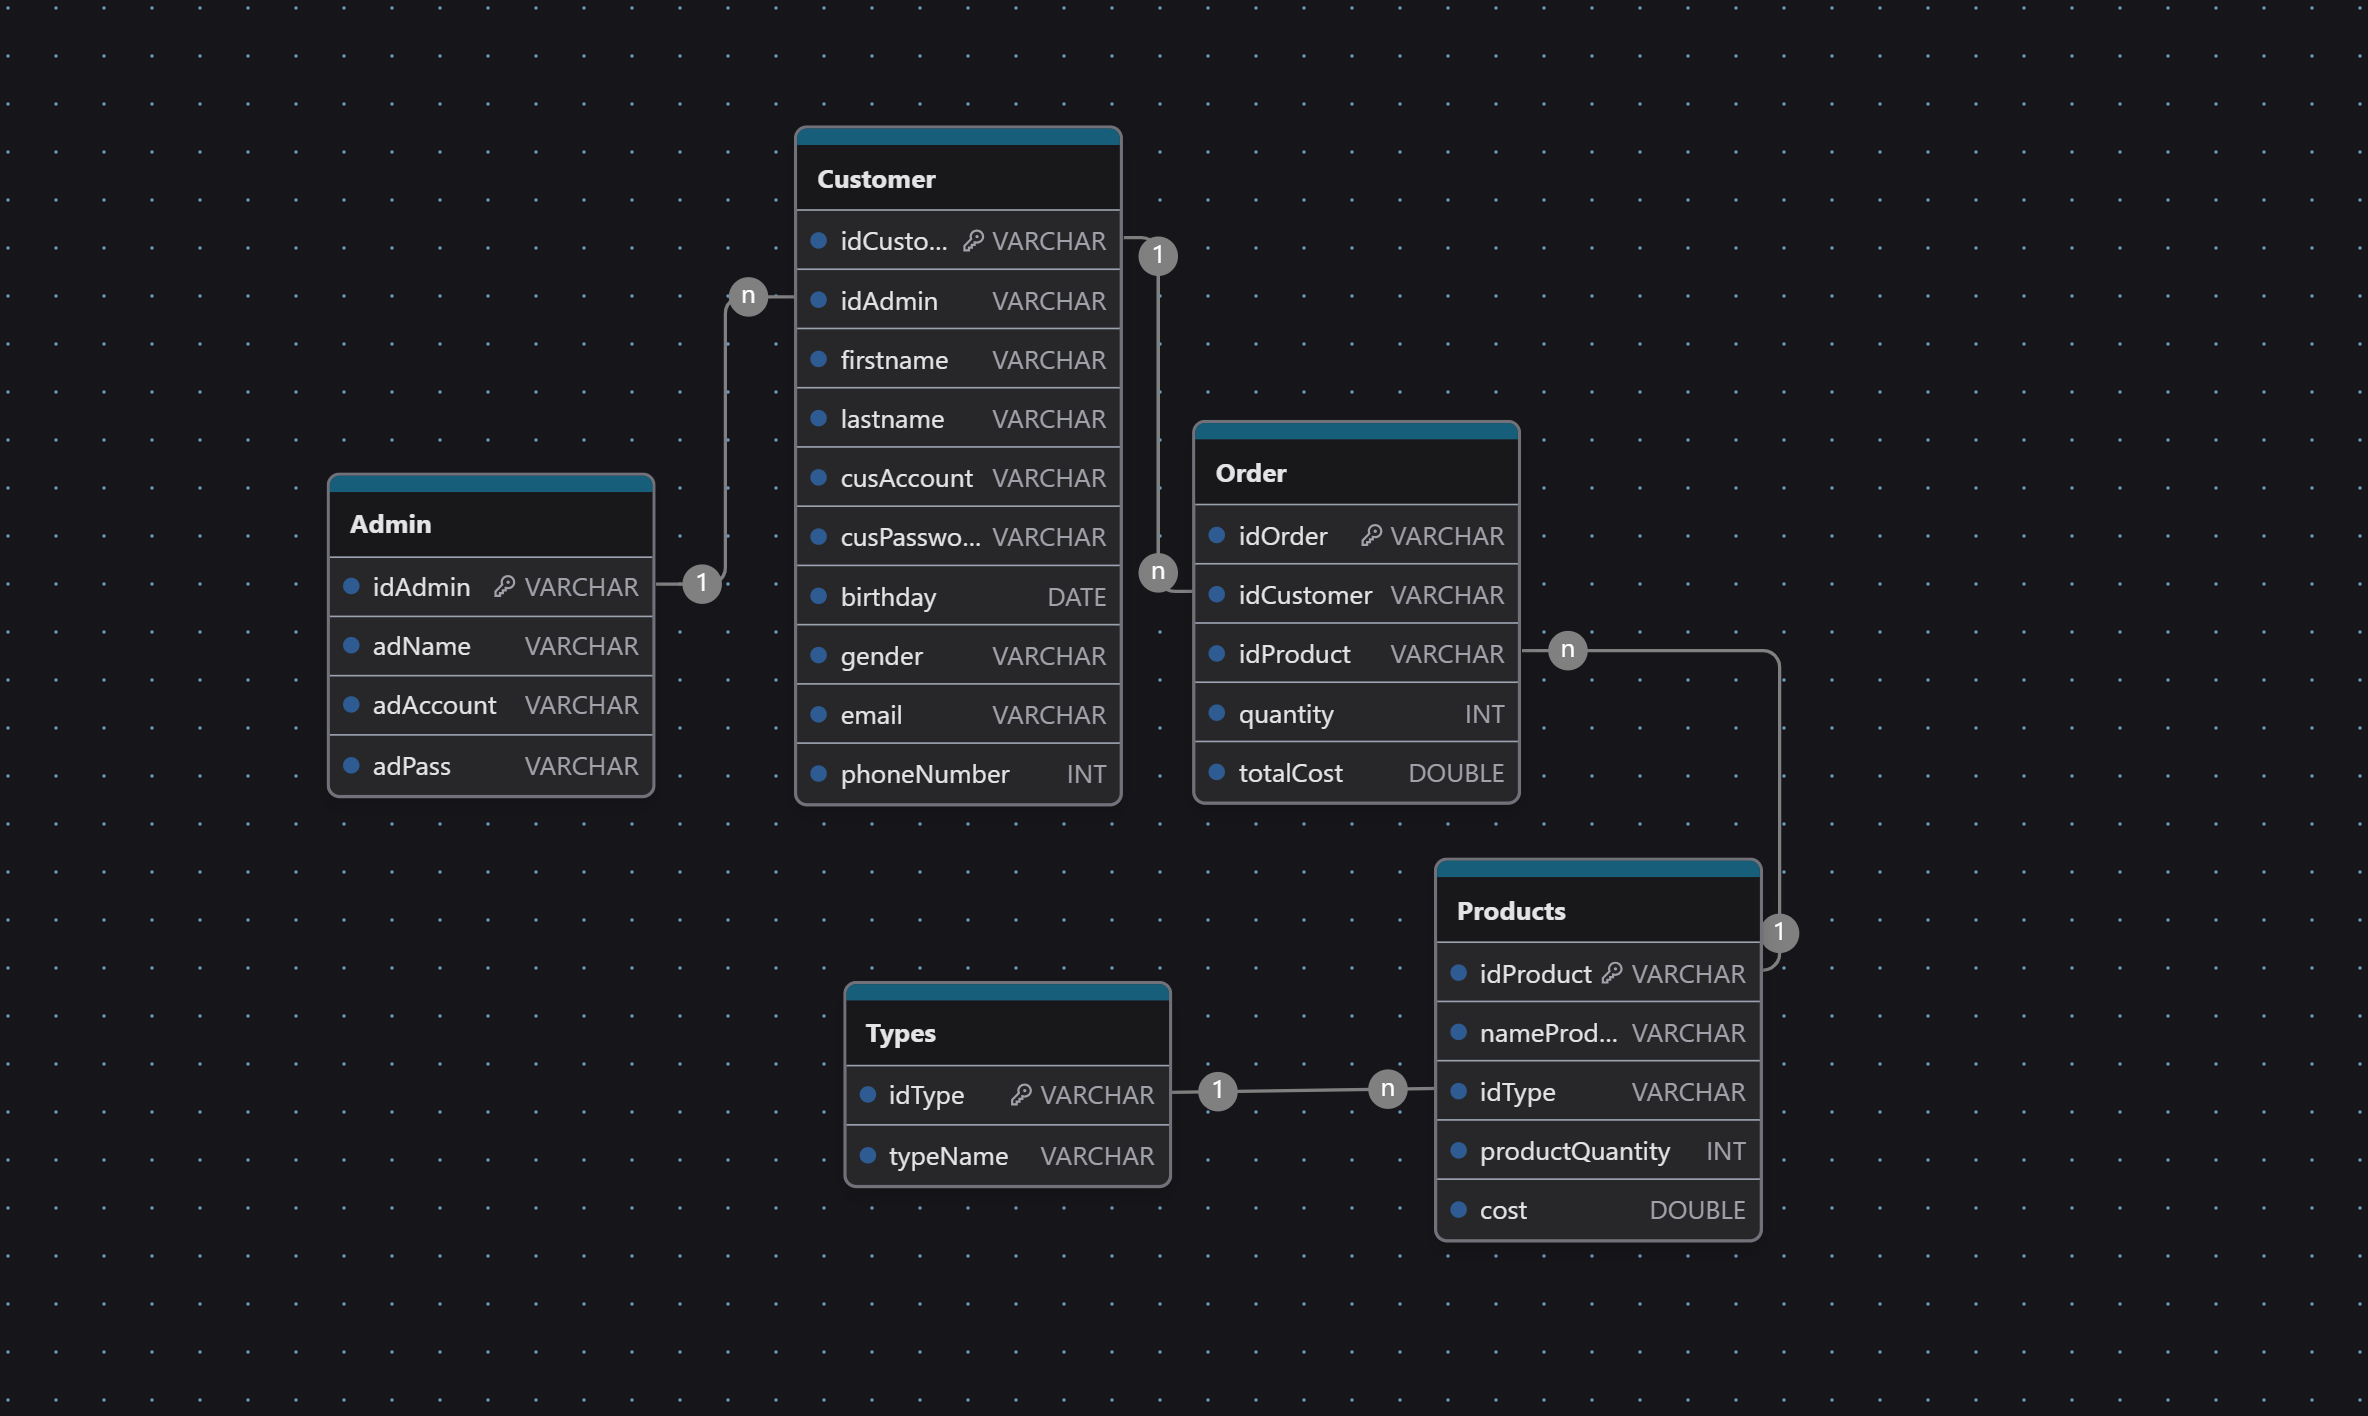 Customer
idCusto... VARCHAR
idAdmin VARCHAR
firstname VARCHAR
lastname VARCHAR
cusAccount VARCHAR
cusPasswo... VARCHAR
birthday DATE
gender VARCHAR
email VARCHAR
phoneNumber INT
1
n
n
1
Admin
idAdmin VARCHAR
adName VARCHAR
adAccount VARCHAR
adPass VARCHAR
Order
idOrder VARCHAR
idCustomer VARCHAR
idProduct VARCHAR
quantity INT
totalCost DOUBLE
n
1
Products
idProduct VARCHAR
nameProd... VARCHAR
idType VARCHAR
productQuantity INT
cost DOUBLE
Types
idType VARCHAR
typeName VARCHAR
1
n